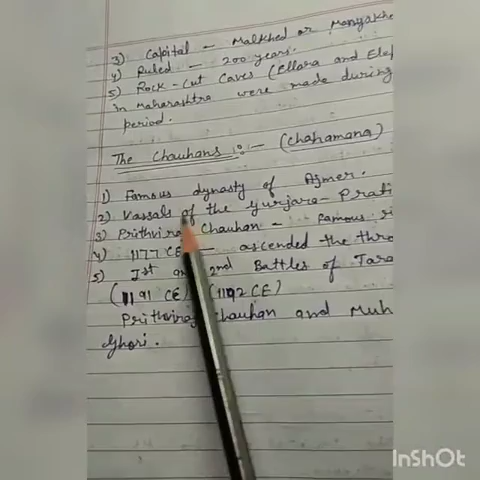 3) Capital - Malkhed or Manyakhe
4) Ruled - 200 years.
5) Rock-cut Caves (Ellora and Elep
in Maharashtra were made during
period.
The Chauhans :- (Chahamana)
1) Famous dynasty of Ajmer.
2) Vassals of the Gurjara-Prati
3) Prithviraj Chauhan - famous
4) 1177 CE - ascended the thro
5) Ist and 2nd Battles of Tara
(1191 CE) (1192 CE)
Prithviraj Chauhan and Muh
Ghori.
InShOt